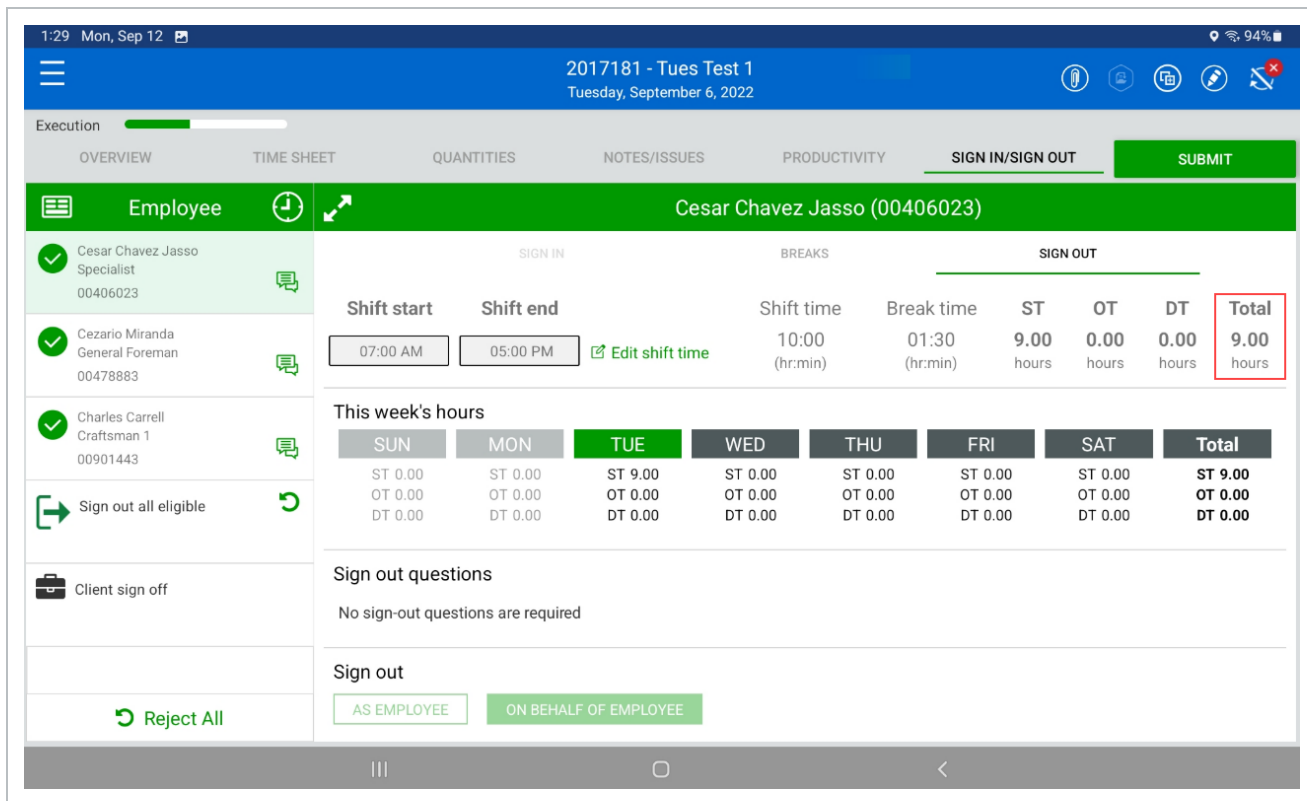 1:29 Mon, Sep 12 94%
2017181 - Tues Test 1
Tuesday, September 6, 2022
Execution
OVERVIEW TIME SHEET QUANTITIES NOTES/ISSUES PRODUCTIVITY SIGN IN/SIGN OUT SUBMIT
Employee Cesar Chavez Jasso (00406023)
Cesar Chavez Jasso
Specialist
00406023
Cezario Miranda
General Foreman
00478883
Charles Carrell
Craftsman 1
00901443
Sign out all eligible
Client sign off
Reject All
SIGN IN BREAKS SIGN OUT
Shift start Shift end Shift time Break time ST OT DT Total
07:00 AM 05:00 PM Edit shift time 10:00 01:30 9.00 0.00 0.00 9.00
(hr:min) (hr:min) hours hours hours hours
This week's hours
SUN MON TUE WED THU FRI SAT Total
ST 0.00 ST 0.00 ST 9.00 ST 0.00 ST 0.00 ST 0.00 ST 0.00 ST 9.00
OT 0.00 OT 0.00 OT 0.00 OT 0.00 OT 0.00 OT 0.00 OT 0.00 OT 0.00
DT 0.00 DT 0.00 DT 0.00 DT 0.00 DT 0.00 DT 0.00 DT 0.00 DT 0.00
Sign out questions
No sign-out questions are required
Sign out
AS EMPLOYEE ON BEHALF OF EMPLOYEE